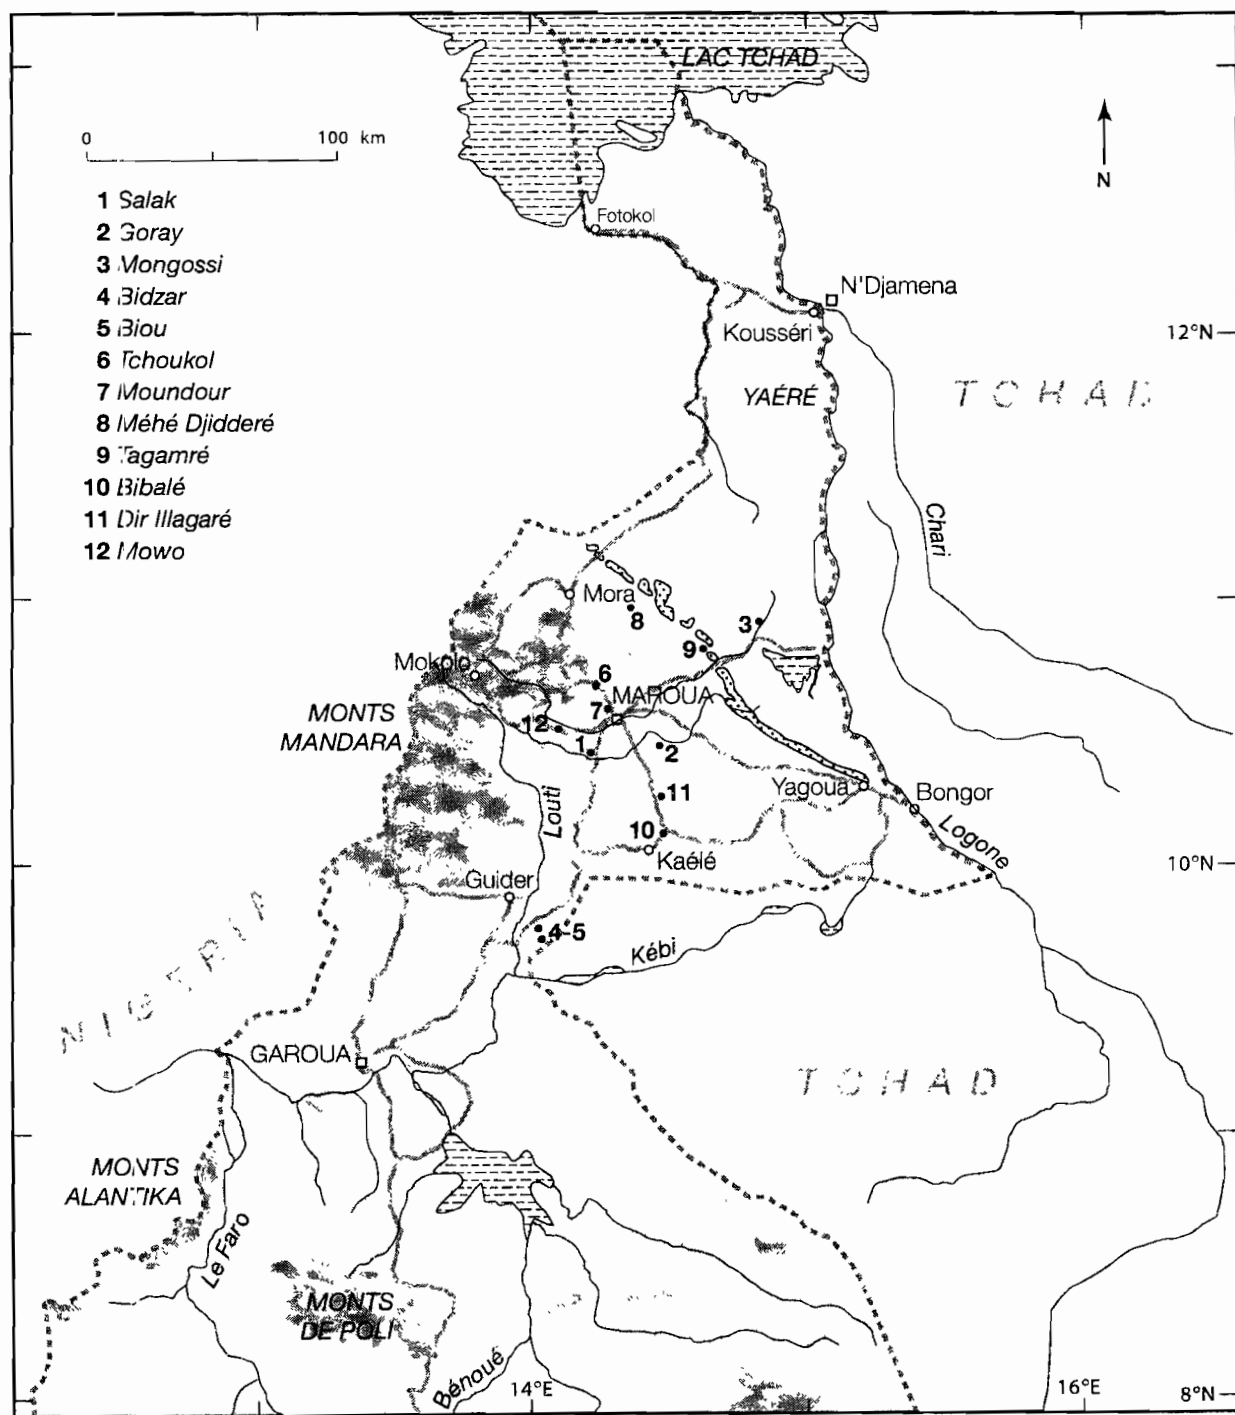 LAC TCHAD
0 100 km
N
1 Salak
2 Goray
3 Mongossi
4 Bidzar
5 Biou
6 Tchoukol
7 Moundour
8 Méhé Djidderé
9 Tagamré
10 Bibalé
11 Dir Illagaré
12 Mowo
Fotokol
N'Djamena
Kousséri
12°N
YAÉRÉ
TCHAD
Chari
Mora
8
3
9
Mokolo
6
MAROUA
7
MONTS
MANDARA
12
1
2
Yagoua
Bongor
11
Louti
10
Logone
Kaélé
10°N
Guider
4-5
Kébi
NIGERIA
GAROUA
TCHAD
MONTS
ALANTIKA
Le Faro
MONTS
DE POLI
Bénoué
14°E
16°E
8°N